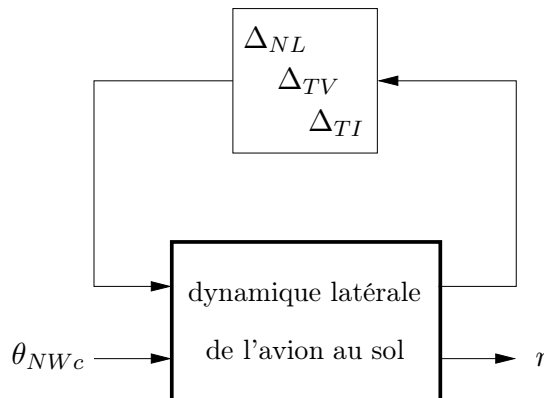 Δ_NL
Δ_TV
Δ_TI
dynamique latérale
de l'avion au sol
θ_NWc
r